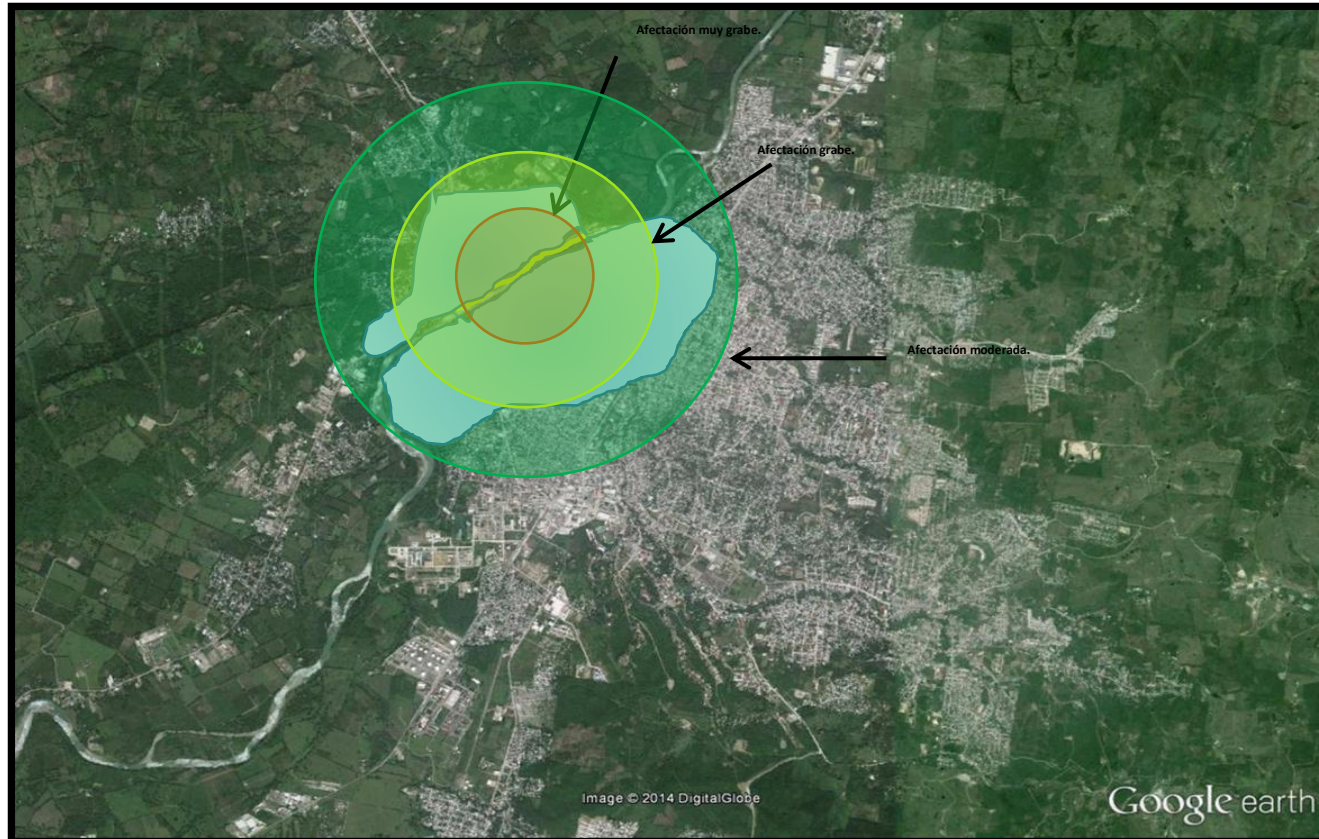 Afectación muy grabe.
Afectación grabe.
Afectación moderada.
Image © 2014 DigitalGlobe
Google earth